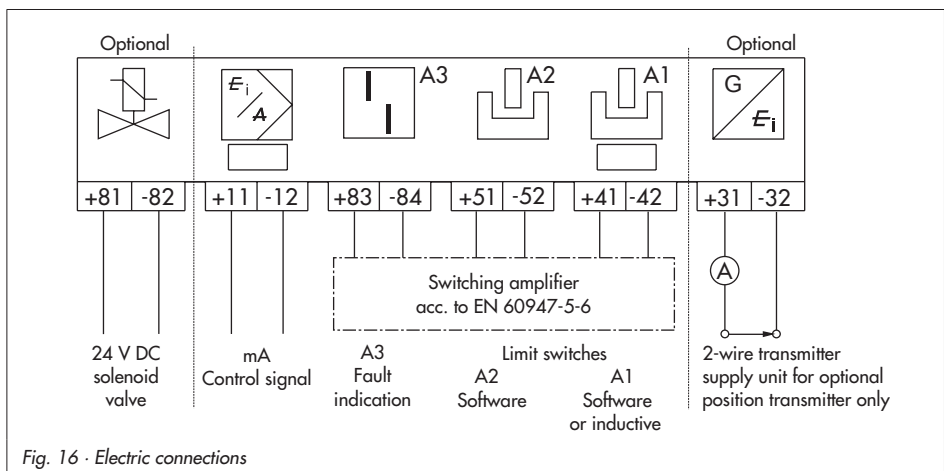 Optional
Optional
A3
A2
A1
E i
A
G
E i
+81 -82
+11 -12
+83 -84
+51 -52
+41 -42
+31 -32
A
Switching amplifier
acc. to EN 60947-5-6
24 V DC
solenoid
valve
mA
Control signal
A3
Fault
indication
Limit switches
A2
Software
A1
Software
or inductive
2-wire transmitter
supply unit for optional
position transmitter only
Fig. 16 · Electric connections